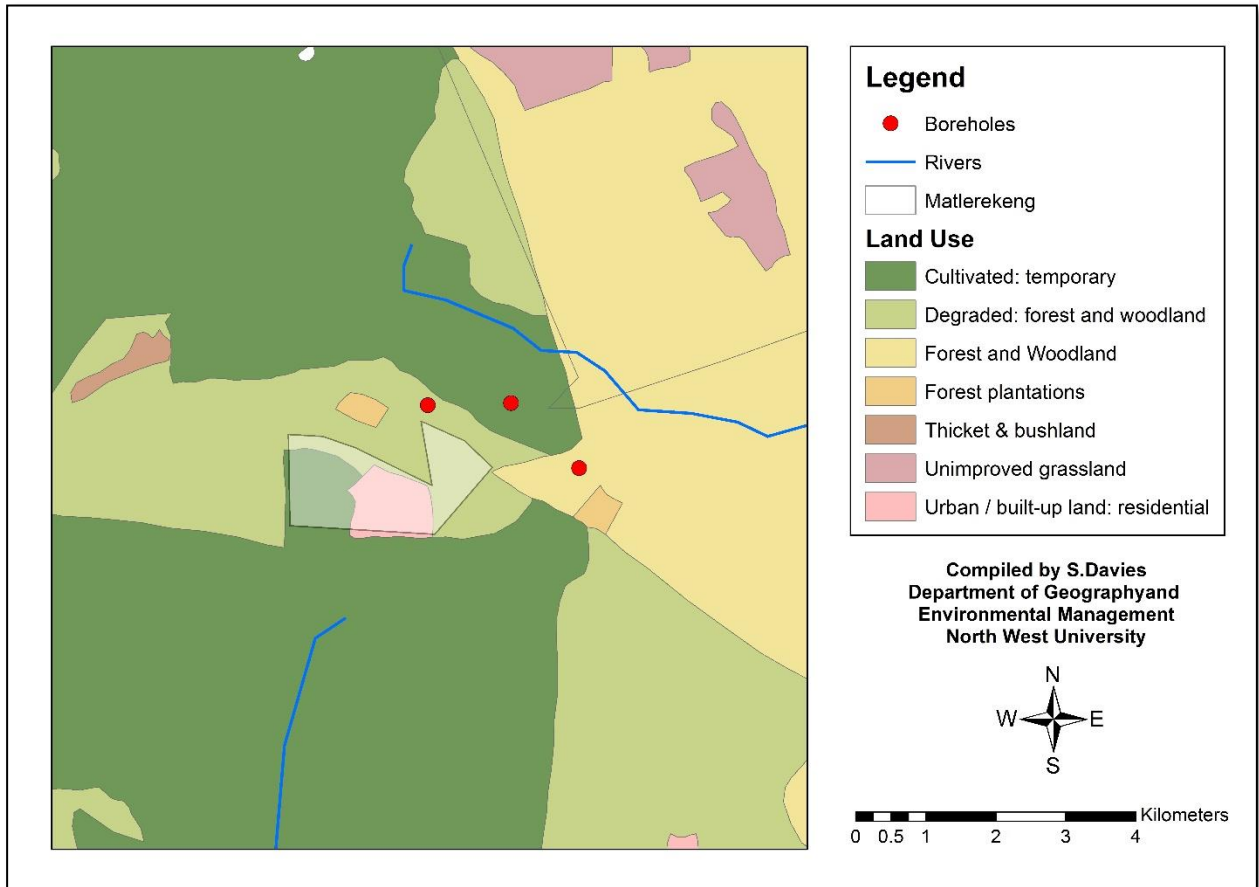 Legend
Boreholes
Rivers
Matlerekeng
Land Use
Cultivated: temporary
Degraded: forest and woodland
Forest and Woodland
Forest plantations
Thicket & bushland
Unimproved grassland
Urban / built-up land: residential
Compiled by S.Davies
Department of Geographyand
Environmental Management
North West University
N
W E
S
Kilometers
0 0.5 1 2 3 4